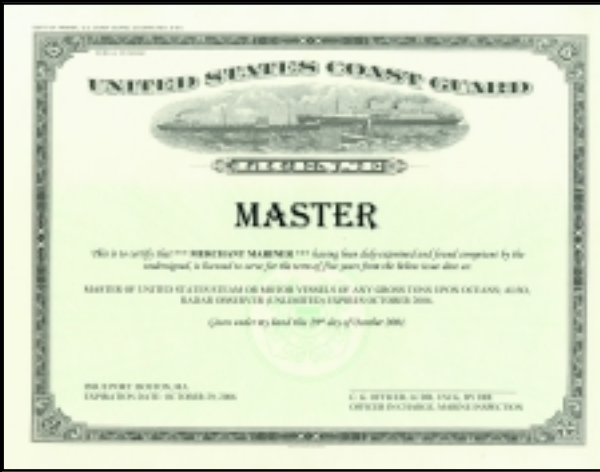 UNITED STATES COAST GUARD
LICENSE
MASTER
This is to certify that *** MERCHANT MARINER *** having been duly examined and found competent by the
undersigned, is licensed to serve for the term of five years from the below issue date as:
MASTER OF UNITED STATES STEAM OR MOTOR VESSELS OF ANY GROSS TONS UPON OCEANS; ALSO,
RADAR OBSERVER (UNLIMITED) EXPIRES OCTOBER 2006.
Given under my hand this 29th day of October 2001.
PORT BOSTON, MA.
EXPIRATION DATE: OCTOBER 29, 2006
OFFICER IN CHARGE, MARINE INSPECTION